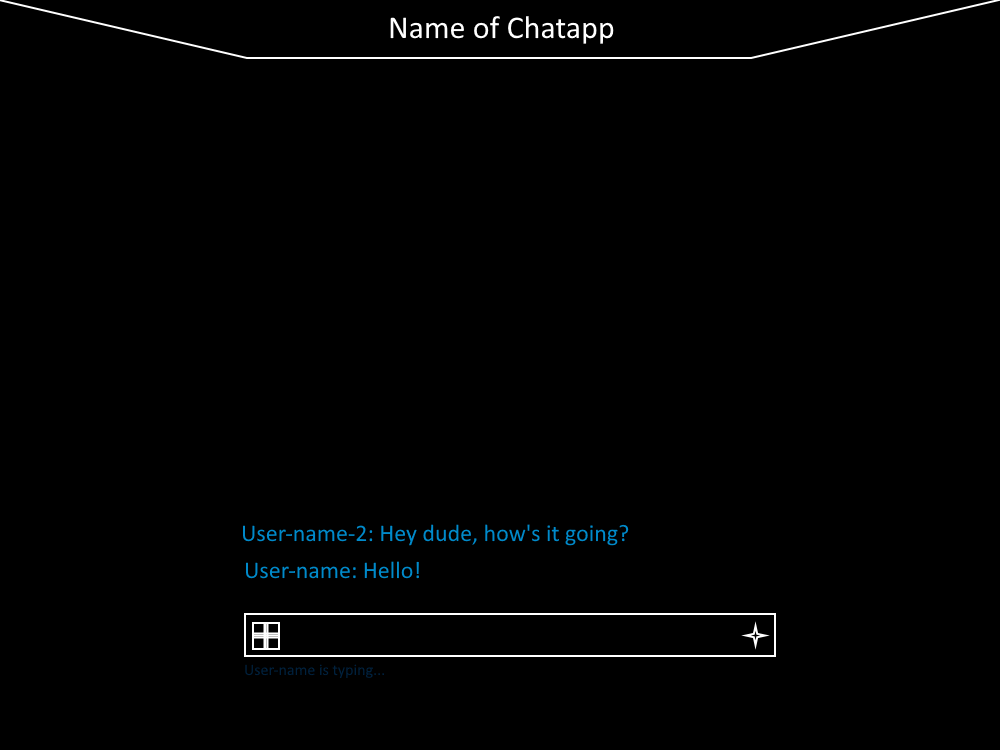 Name of Chatapp
User-name-2: Hey dude, how's it going?
User-name: Hello!
User-name is typing...